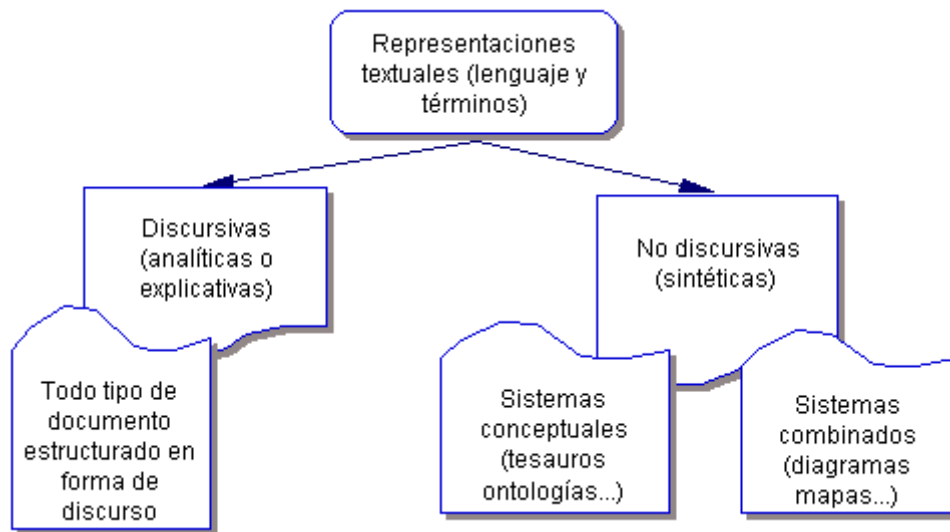 Representaciones
textuales (lenguaje y
términos)
Discursivas
(analíticas o
explicativas)
No discursivas
(sintéticas)
Todo tipo de
documento
estructurado en
forma de
discurso
Sistemas
conceptuales
(tesauros
ontologías...)
Sistemas
combinados
(diagramas
mapas...)